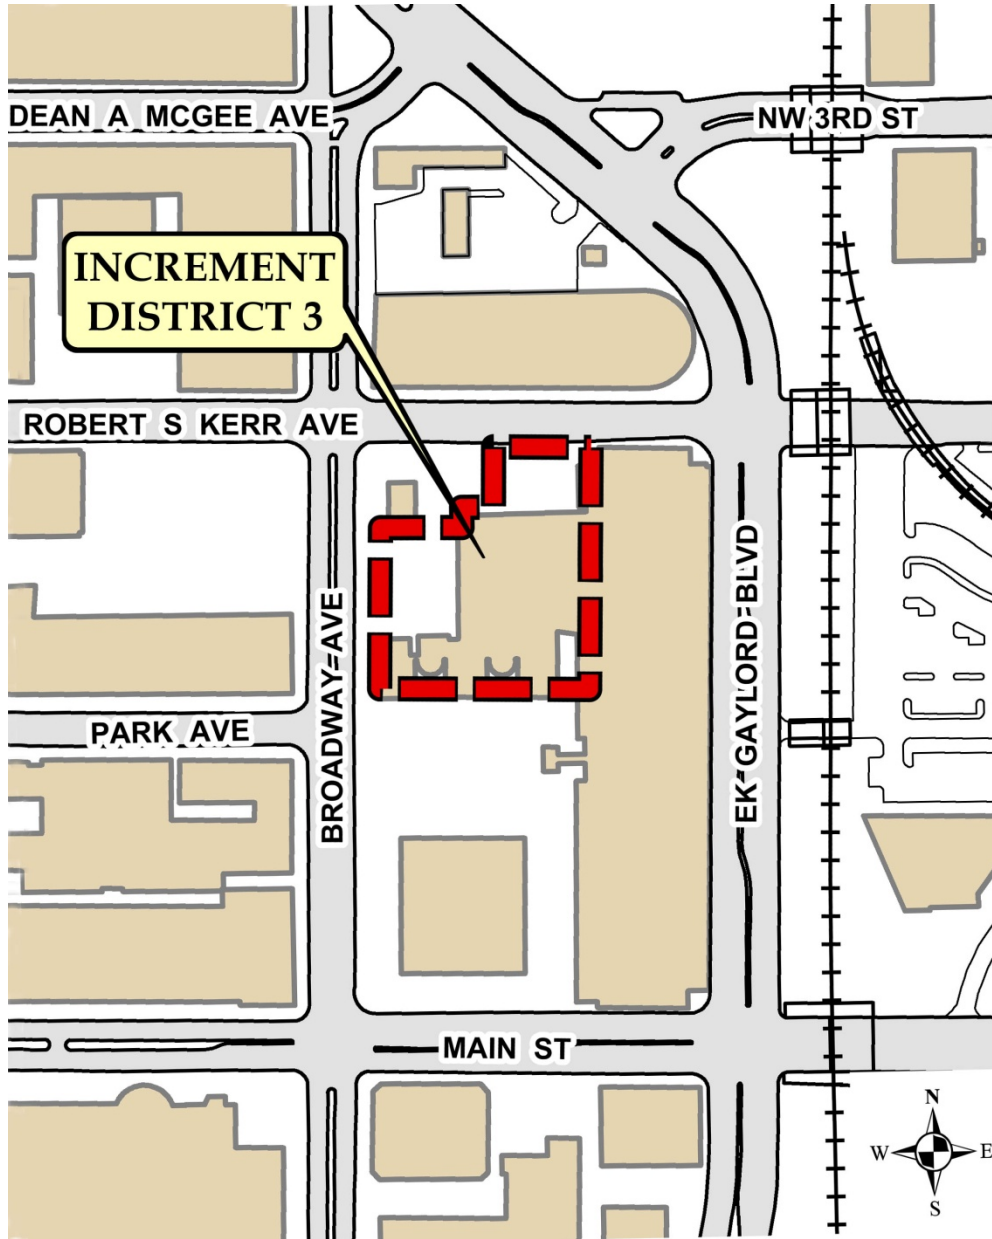 DEAN A MCGEE AVE
NW 3RD ST
INCREMENT
DISTRICT 3
ROBERT S KERR AVE
BROADWAY AVE
EK GAYLORD BLVD
PARK AVE
MAIN ST
N
W
E
S